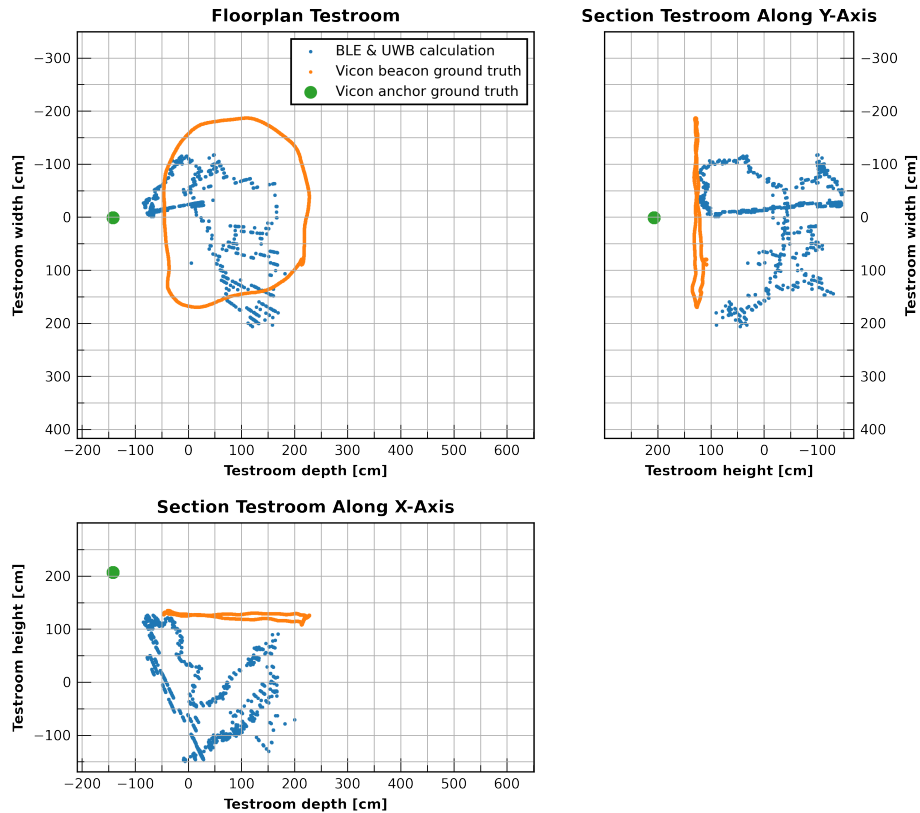 Floorplan Testroom
BLE & UWB calculation
Vicon beacon ground truth
Vicon anchor ground truth
−300
−200
−100
0
100
200
300
400
−200 −100 0 100 200 300 400 500 600
Testroom width [cm]
Testroom depth [cm]
Section Testroom Along Y-Axis
−300
−200
−100
0
100
200
300
400
200 100 0 −100
Testroom width [cm]
Testroom height [cm]
Section Testroom Along X-Axis
200
100
0
−100
−200 −100 0 100 200 300 400 500 600
Testroom height [cm]
Testroom depth [cm]